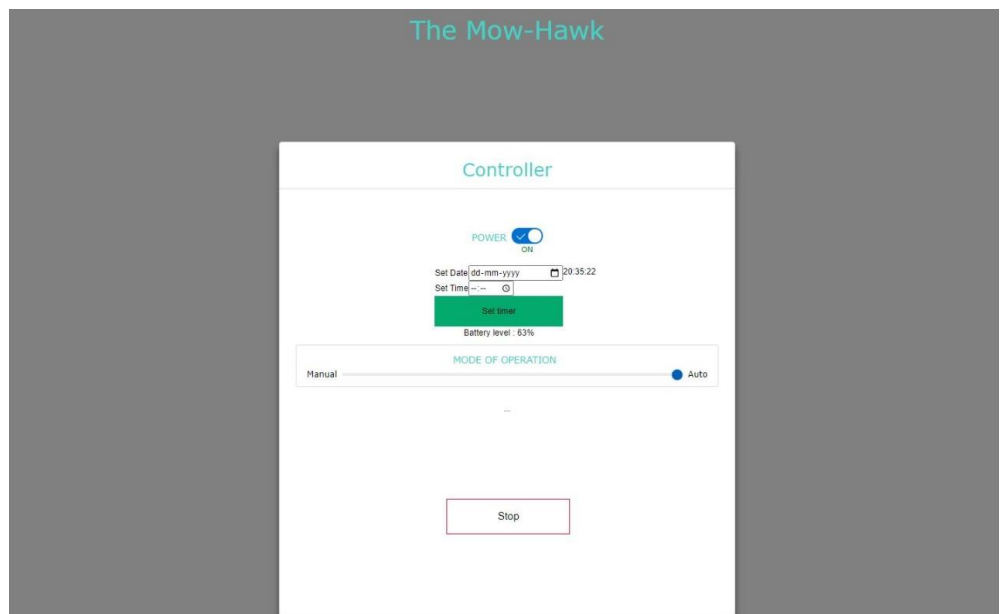 The Mow-Hawk
Controller
POWER
ON
Set Date dd-mm-yyyy 20:35:22
Set Time --:--
Set timer
Battery level : 63%
MODE OF OPERATION
Manual Auto
...
Stop